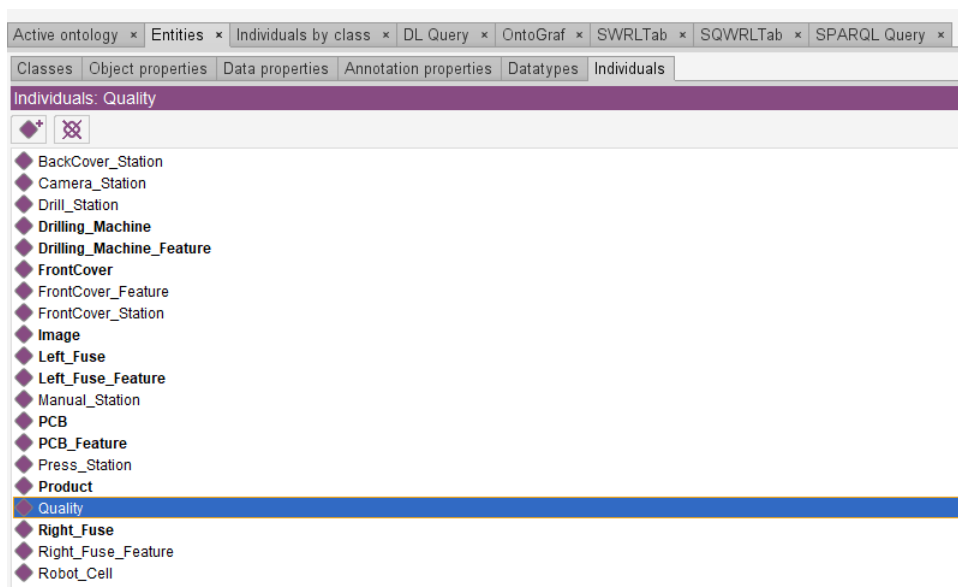 Active ontology × Entities × Individuals by class × DL Query × OntoGraf × SWRLTab × SQWRLTab × SPARQL Query ×
Classes Object properties Data properties Annotation properties Datatypes Individuals
Individuals: Quality
BackCover_Station
Camera_Station
Drill_Station
Drilling_Machine
Drilling_Machine_Feature
FrontCover
FrontCover_Feature
FrontCover_Station
Image
Left_Fuse
Left_Fuse_Feature
Manual_Station
PCB
PCB_Feature
Press_Station
Product
Quality
Right_Fuse
Right_Fuse_Feature
Robot_Cell